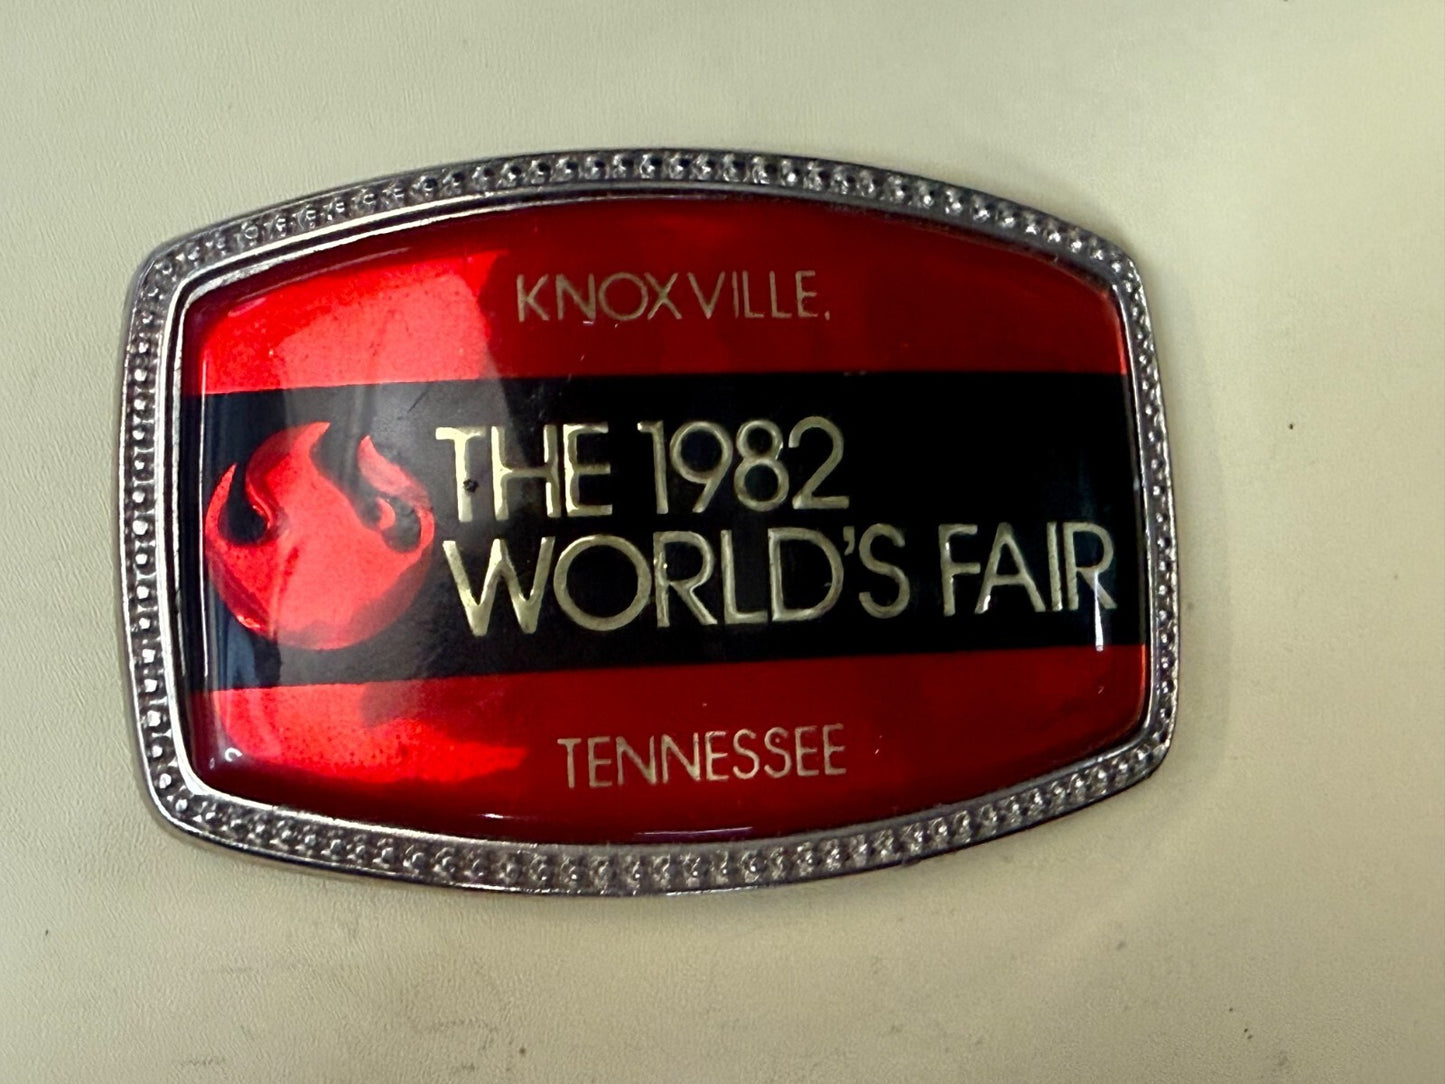 KNOXVILLE,
THE 1982
WORLD'S FAIR
TENNESSEE